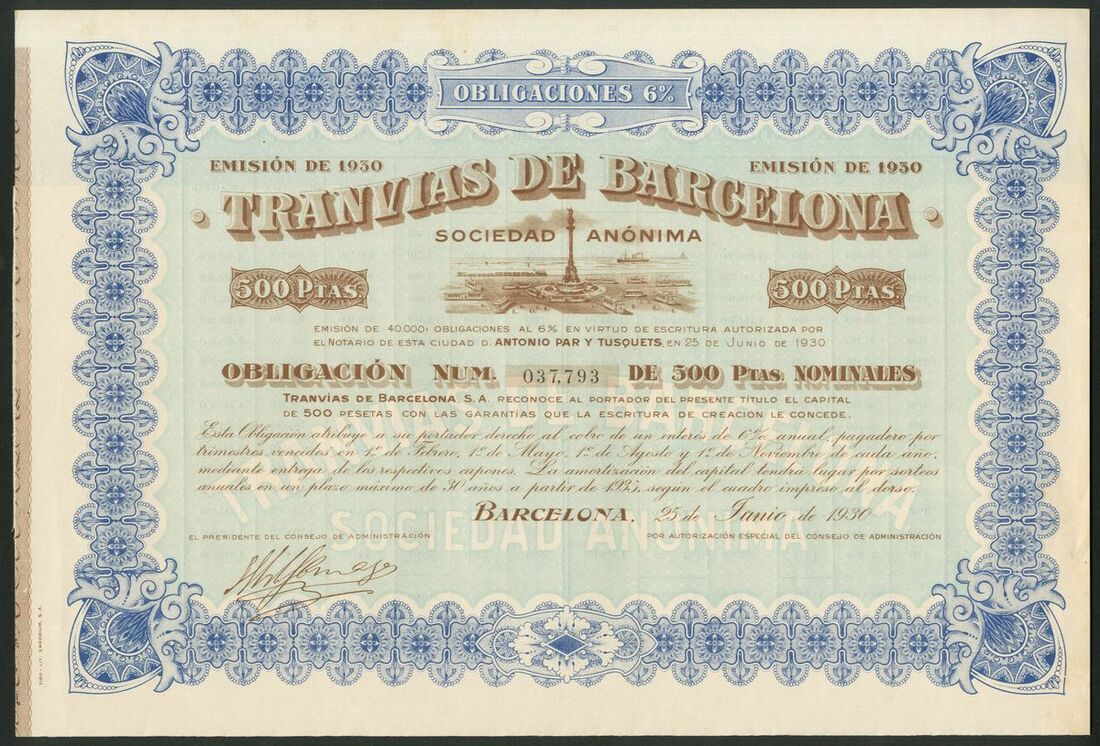 OBLIGACIONES 6%
EMISIÓN DE 1930
EMISIÓN DE 1930
TRANVIAS DE BARCELONA
SOCIEDAD ANÓNIMA
500 PTAS.
500 PTAS.
EMISIÓN DE 40.000 OBLIGACIONES AL 6% EN VIRTUD DE ESCRITURA AUTORIZADA POR
EL NOTARIO DE ESTA CIUDAD D. ANTONIO PAR Y TUSQUETS, EN 25 DE JUNIO DE 1930
OBLIGACIÓN NUM. 037,793 DE 500 PTAS. NOMINALES
TRANVÍAS DE BARCELONA, S.A. RECONOCE AL PORTADOR DEL PRESENTE TÍTULO EL CAPITAL
DE 500 PESETAS CON LAS GARANTÍAS QUE LA ESCRITURA DE CREACIÓN LE CONCEDE.
Esta Obligación atribuye a su portador derecho al cobro de un interés de 6% anual, pagadero por
trimestres vencidos en 1º de Febrero, 1º de Mayo, 1º de Agosto y 1º de Noviembre de cada año,
mediante entrega de los respectivos cupones. La amortización del capital tendrá lugar por sorteos
anuales en un plazo máximo de años a partir de según el cuadro impreso al dorso.
TRANVIAS DE BARCELONA
SOCIEDAD ANÓNIMA
BARCELONA, 25 de Junio de 1930
EL PRESIDENTE DEL CONSEJO DE ADMINISTRACIÓN
POR AUTORIZACIÓN ESPECIAL DEL CONSEJO DE ADMINISTRACIÓN
TIPO-LIT. EMPORIUM, S.A.